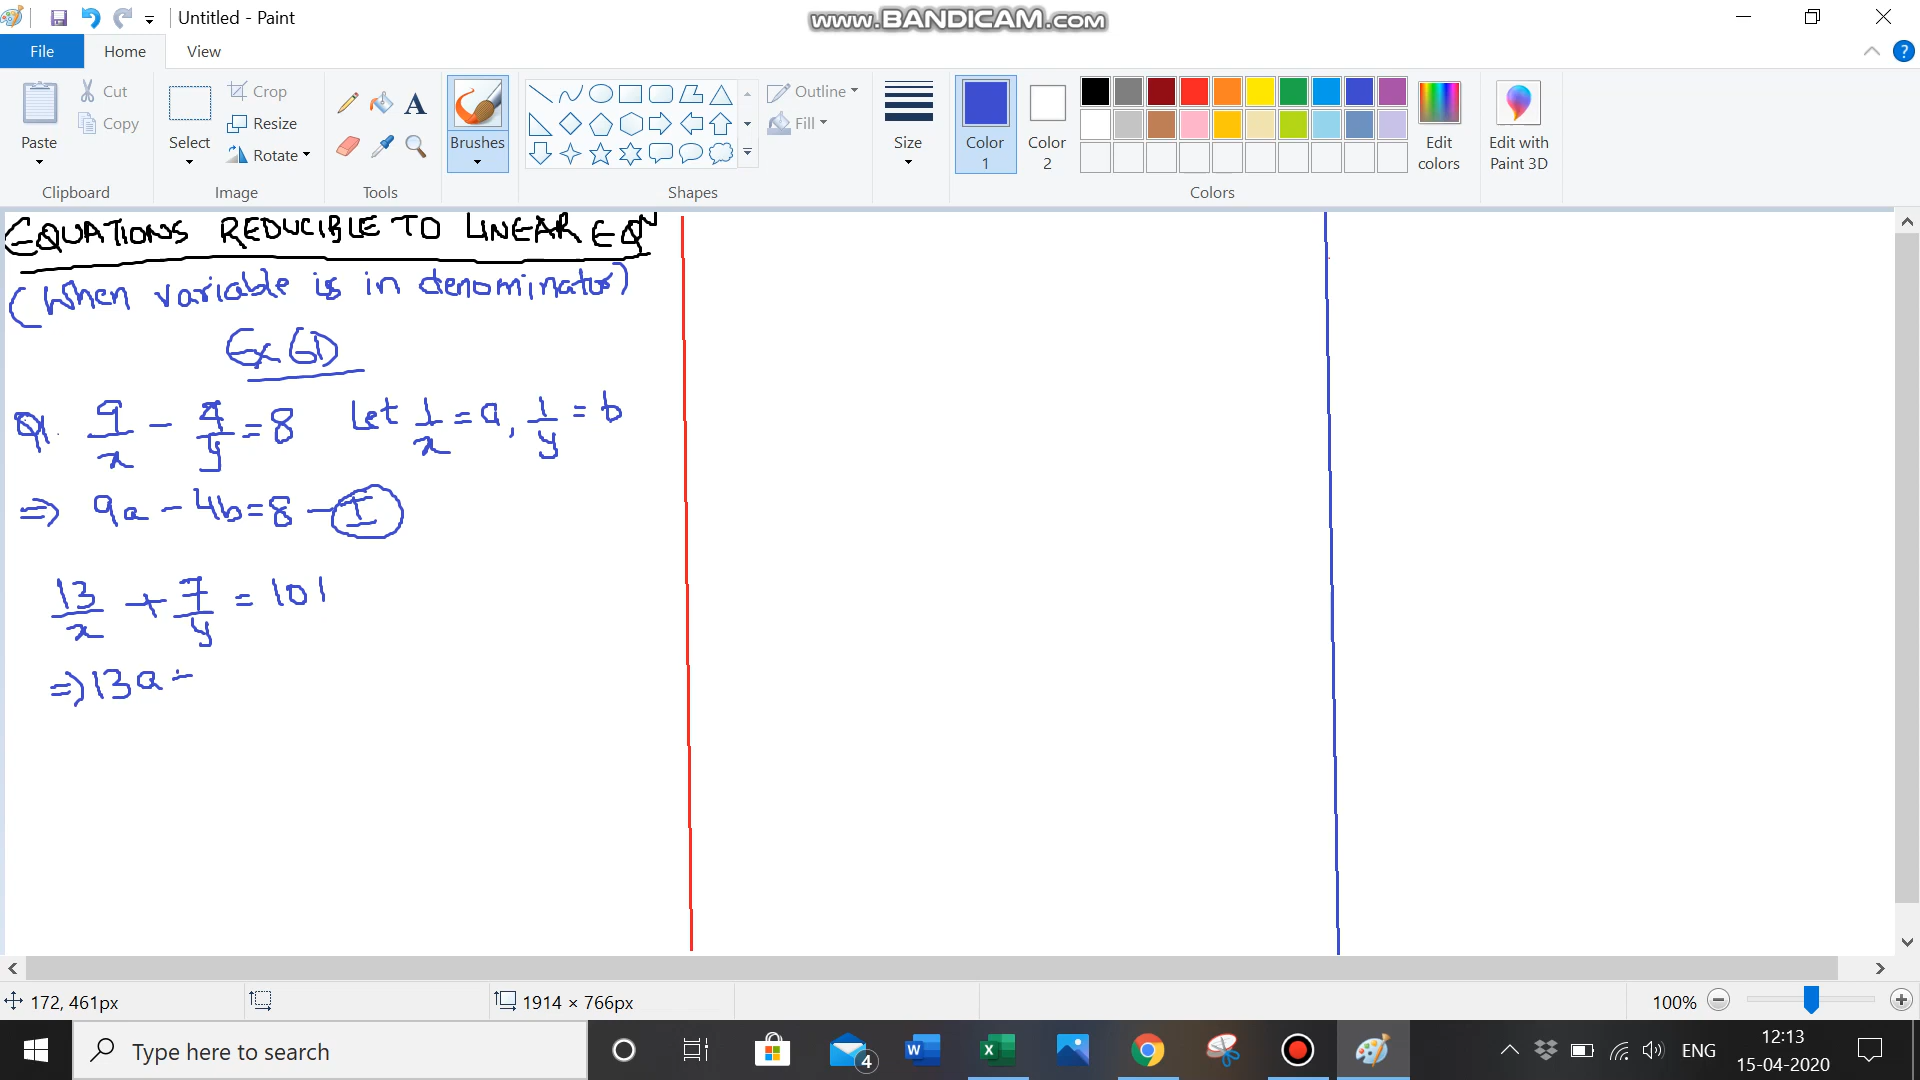 Untitled - Paint
www.BANDICAM.com
File Home View
Paste
Cut
Copy
Clipboard
Select
Crop
Resize
Rotate
Image
Tools
Brushes
Shapes
Outline
Fill
Size
Color 1
Color 2
Colors
Edit colors
Edit with Paint 3D
EQUATIONS REDUCIBLE TO LINEAR EQN
(When variable is in denominator)
Ex 6D
Q1. 9/x - 4/y = 8 Let 1/x = a, 1/y = b
⇒ 9a - 4b = 8 - I
13/x + 7/y = 101
⇒ 13a -
172, 461px
1914 × 766px
100%
Type here to search
4
ENG
12:13
15-04-2020